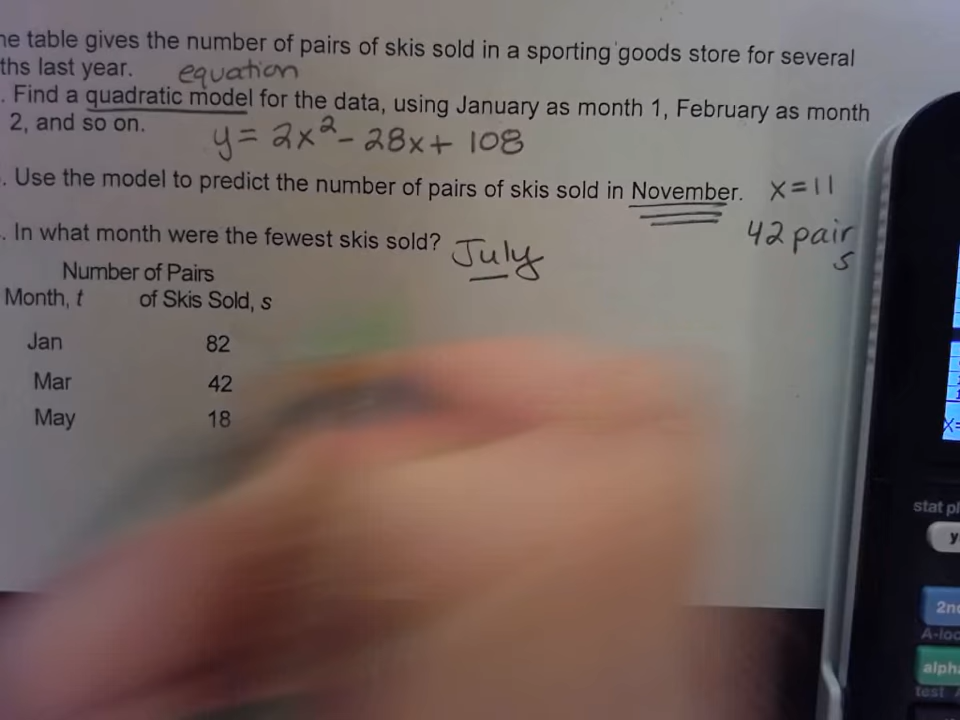 he table gives the number of pairs of skis sold in a sporting goods store for several
ths last year. equation
. Find a quadratic model for the data, using January as month 1, February as month
2, and so on.
y = 2x² - 28x + 108
. Use the model to predict the number of pairs of skis sold in November. x = 11
42 pair
s
. In what month were the fewest skis sold? July
Number of Pairs
Month, t of Skis Sold, s
Jan 82
Mar 42
May 18
X=
stat pl
y
2nd
A-loc
alpha
test A